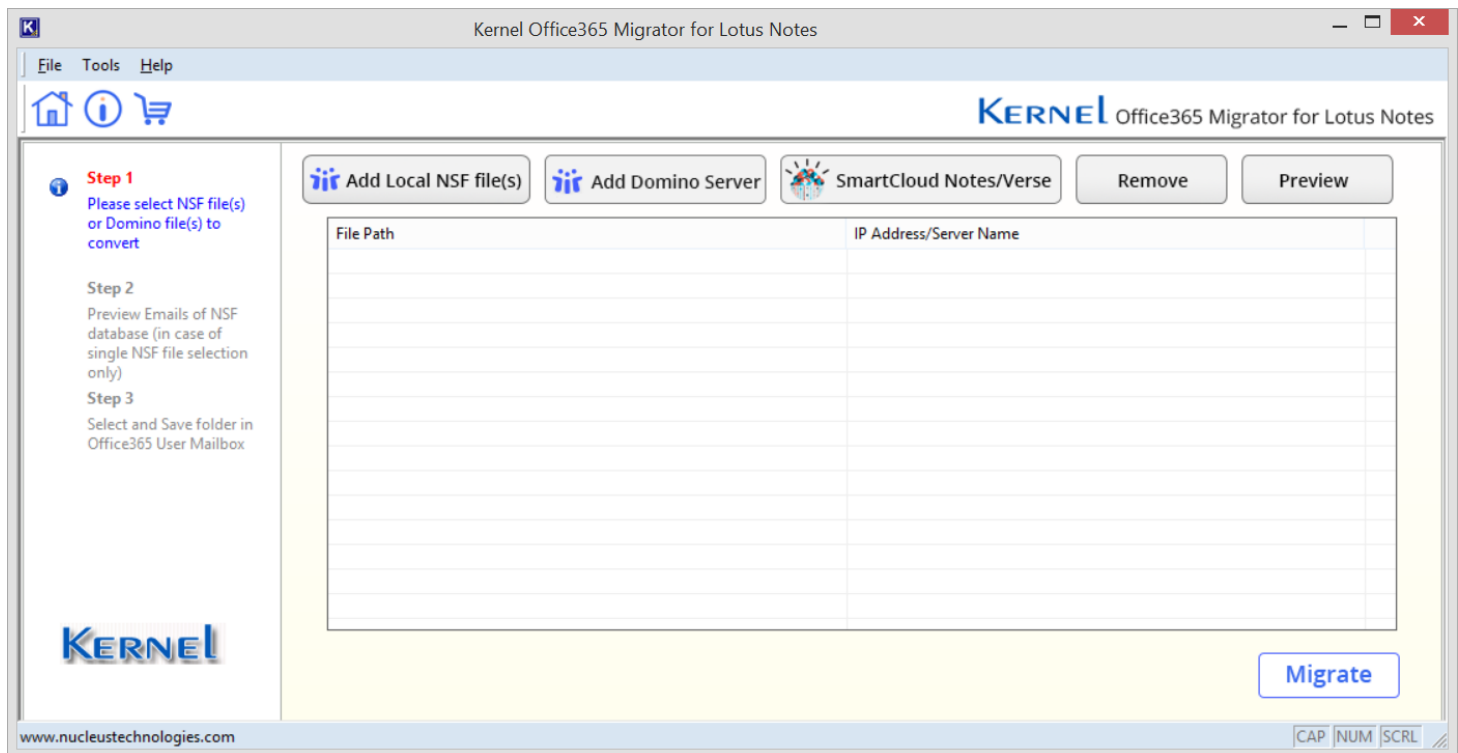 Kernel Office365 Migrator for Lotus Notes
File Tools Help
KERNEl Office365 Migrator for Lotus Notes
Step 1
Please select NSF file(s)
or Domino file(s) to
convert
Step 2
Preview Emails of NSF
database (in case of
single NSF file selection
only)
Step 3
Select and Save folder in
Office365 User Mailbox
KERNEl
Add Local NSF file(s) Add Domino Server SmartCloud Notes/Verse Remove Preview
File Path IP Address/Server Name
Migrate
www.nucleustechnologies.com CAP NUM SCRL